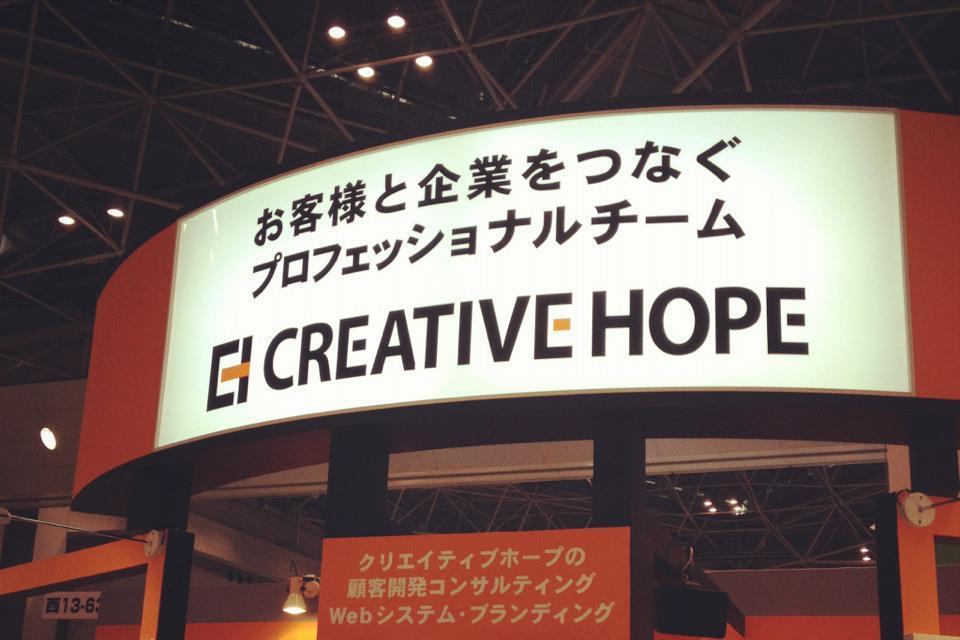 お客様と企業をつなぐ
プロフェッショナルチーム
CREATIVE HOPE
クリエイティブホープの
顧客開発コンサルティング
Webシステム・ブランディング
西13-63